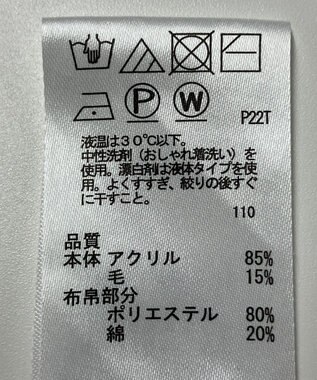 P W P22T
液温は30℃以下。
中性洗剤(おしゃれ着洗い)を
使用。漂白剤は液体タイプを使
用。よくすすぎ、絞りの後すぐ
に干すこと。
110
品質
本体 アクリル 85%
毛 15%
布帛部分
ポリエステル 80%
綿 20%